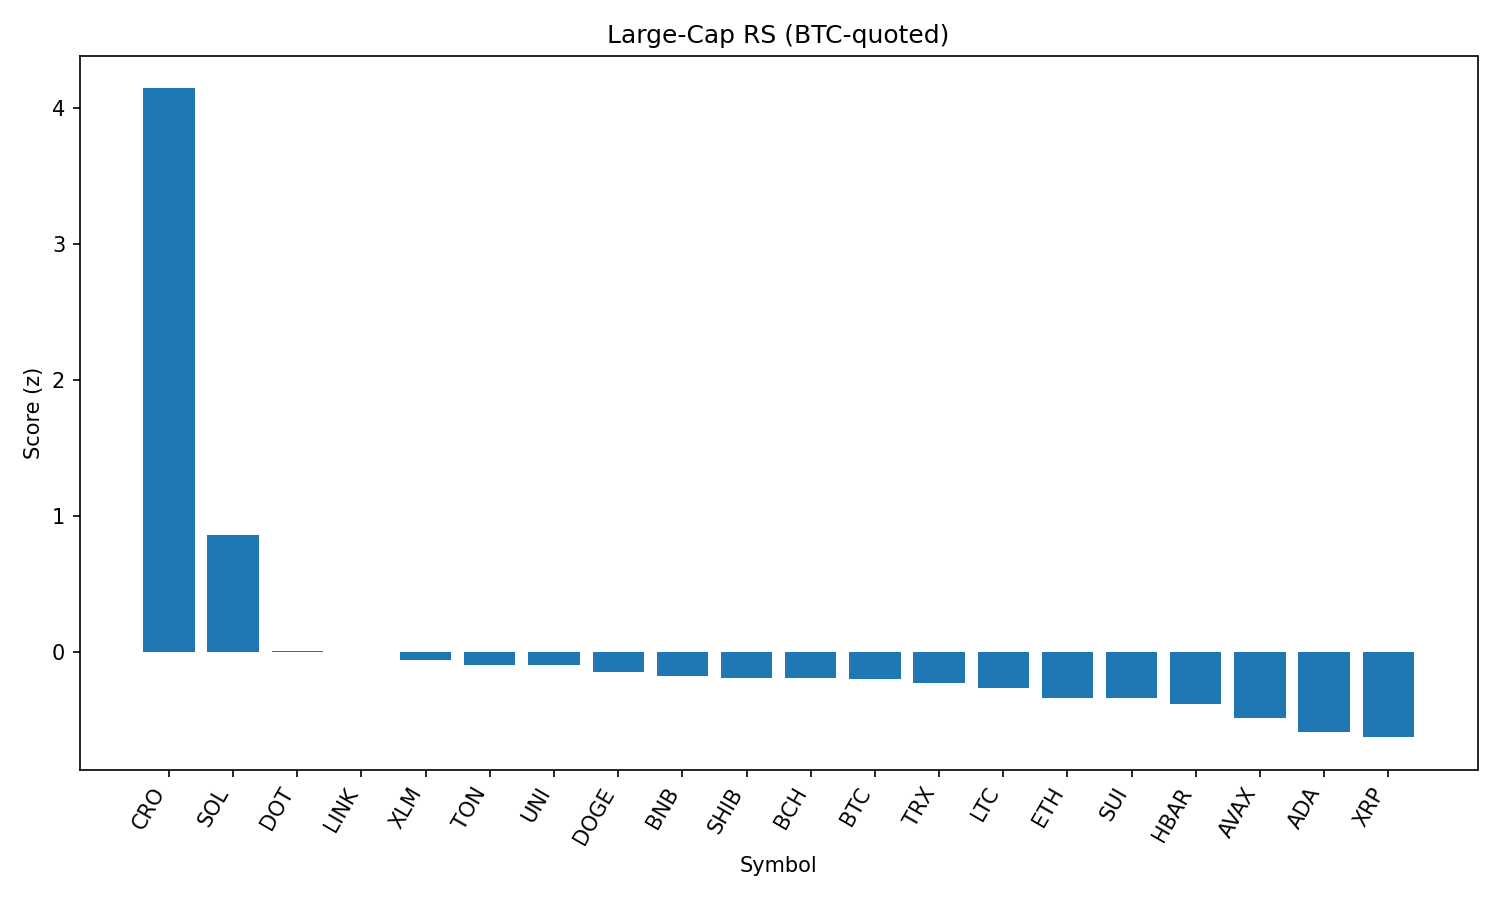 Large-Cap RS (BTC-quoted)
Score (z)
4
3
2
1
0
CRO
SOL
DOT
LINK
XLM
TON
UNI
DOGE
BNB
SHIB
BCH
BTC
TRX
LTC
ETH
SUI
HBAR
AVAX
ADA
XRP
Symbol